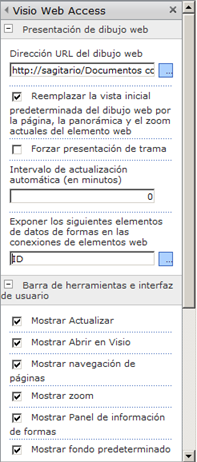 Visio Web Access
Presentación de dibujo web
Dirección URL del dibujo web
http://sagitario/Documentos cc
...
Reemplazar la vista inicial
predeterminada del dibujo web por
la página, la panorámica y el zoom
actuales del elemento web
Forzar presentación de trama
Intervalo de actualización
automática (en minutos)
0
Exponer los siguientes elementos
de datos de formas en las
conexiones de elementos web
ID
...
Barra de herramientas e interfaz
de usuario
Mostrar Actualizar
Mostrar Abrir en Visio
Mostrar navegación de
páginas
Mostrar zoom
Mostrar Panel de información
de formas
Mostrar fondo predeterminado